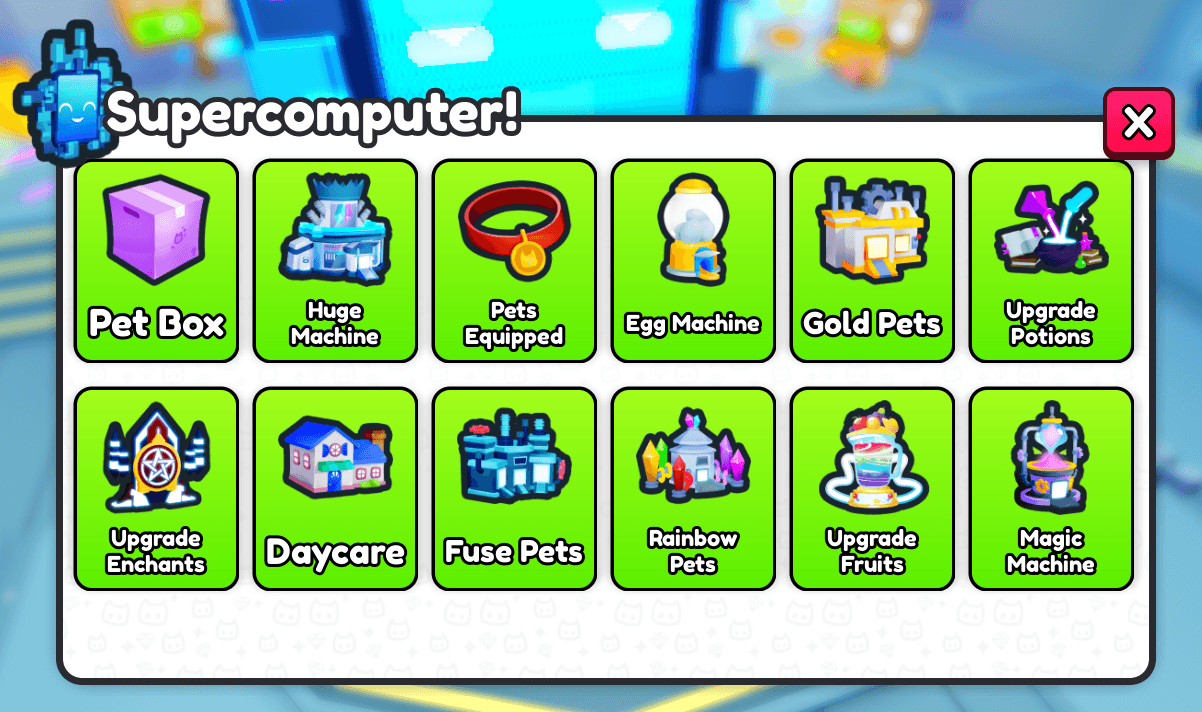 Supercomputer!
X
Pet Box
Huge
Machine
Pets
Equipped
Egg Machine
Gold Pets
Upgrade
Potions
Upgrade
Enchants
Daycare
Fuse Pets
Rainbow
Pets
Upgrade
Fruits
Magic
Machine